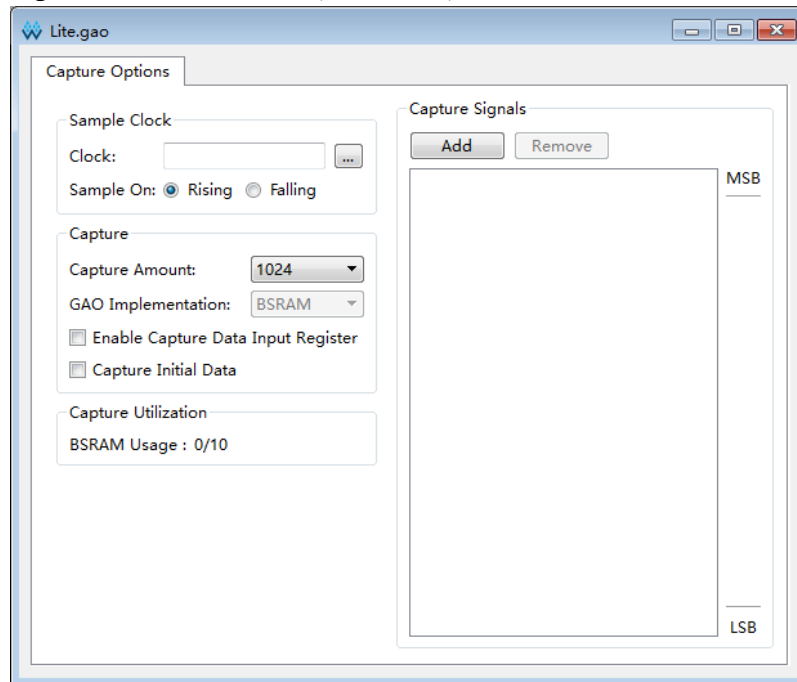 Lite.gao
Capture Options
Sample Clock
Clock:
...
Sample On: Rising Falling
Capture
Capture Amount: 1024
GAO Implementation: BSRAM
Enable Capture Data Input Register
Capture Initial Data
Capture Utilization
BSRAM Usage : 0/10
Capture Signals
Add Remove
MSB
LSB